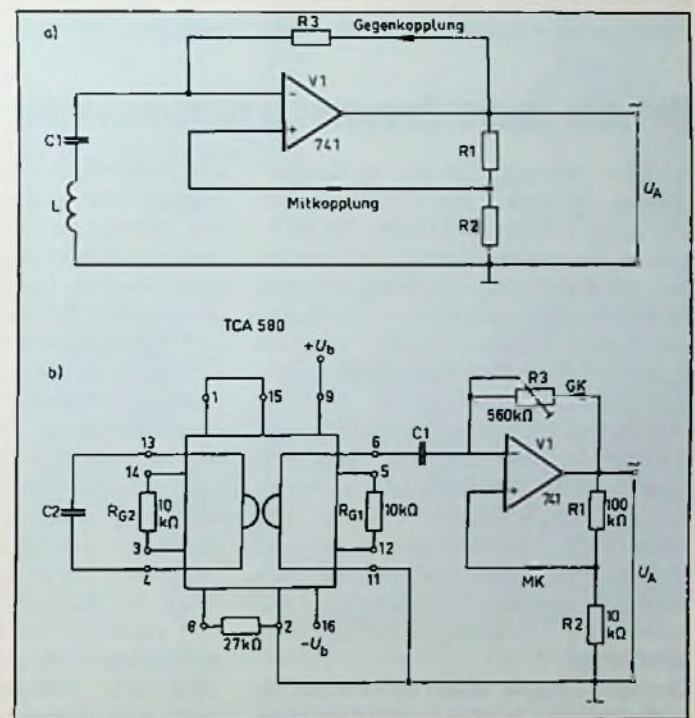 a)
R3
Gegenkopplung
C1
V1
−
+
741
R1
L
Mitkopplung
R2
U_A
TCA 580
+U_b
b)
1
15
9
R3
GK
560kΩ
13
6
C1
V1
14
5
−
+
741
C2
R_G2
10
kΩ
R_G1
10kΩ
R1
100
kΩ
3
12
4
11
MK
U_A
8
2
16
27kΩ
−U_b
R2
10
kΩ